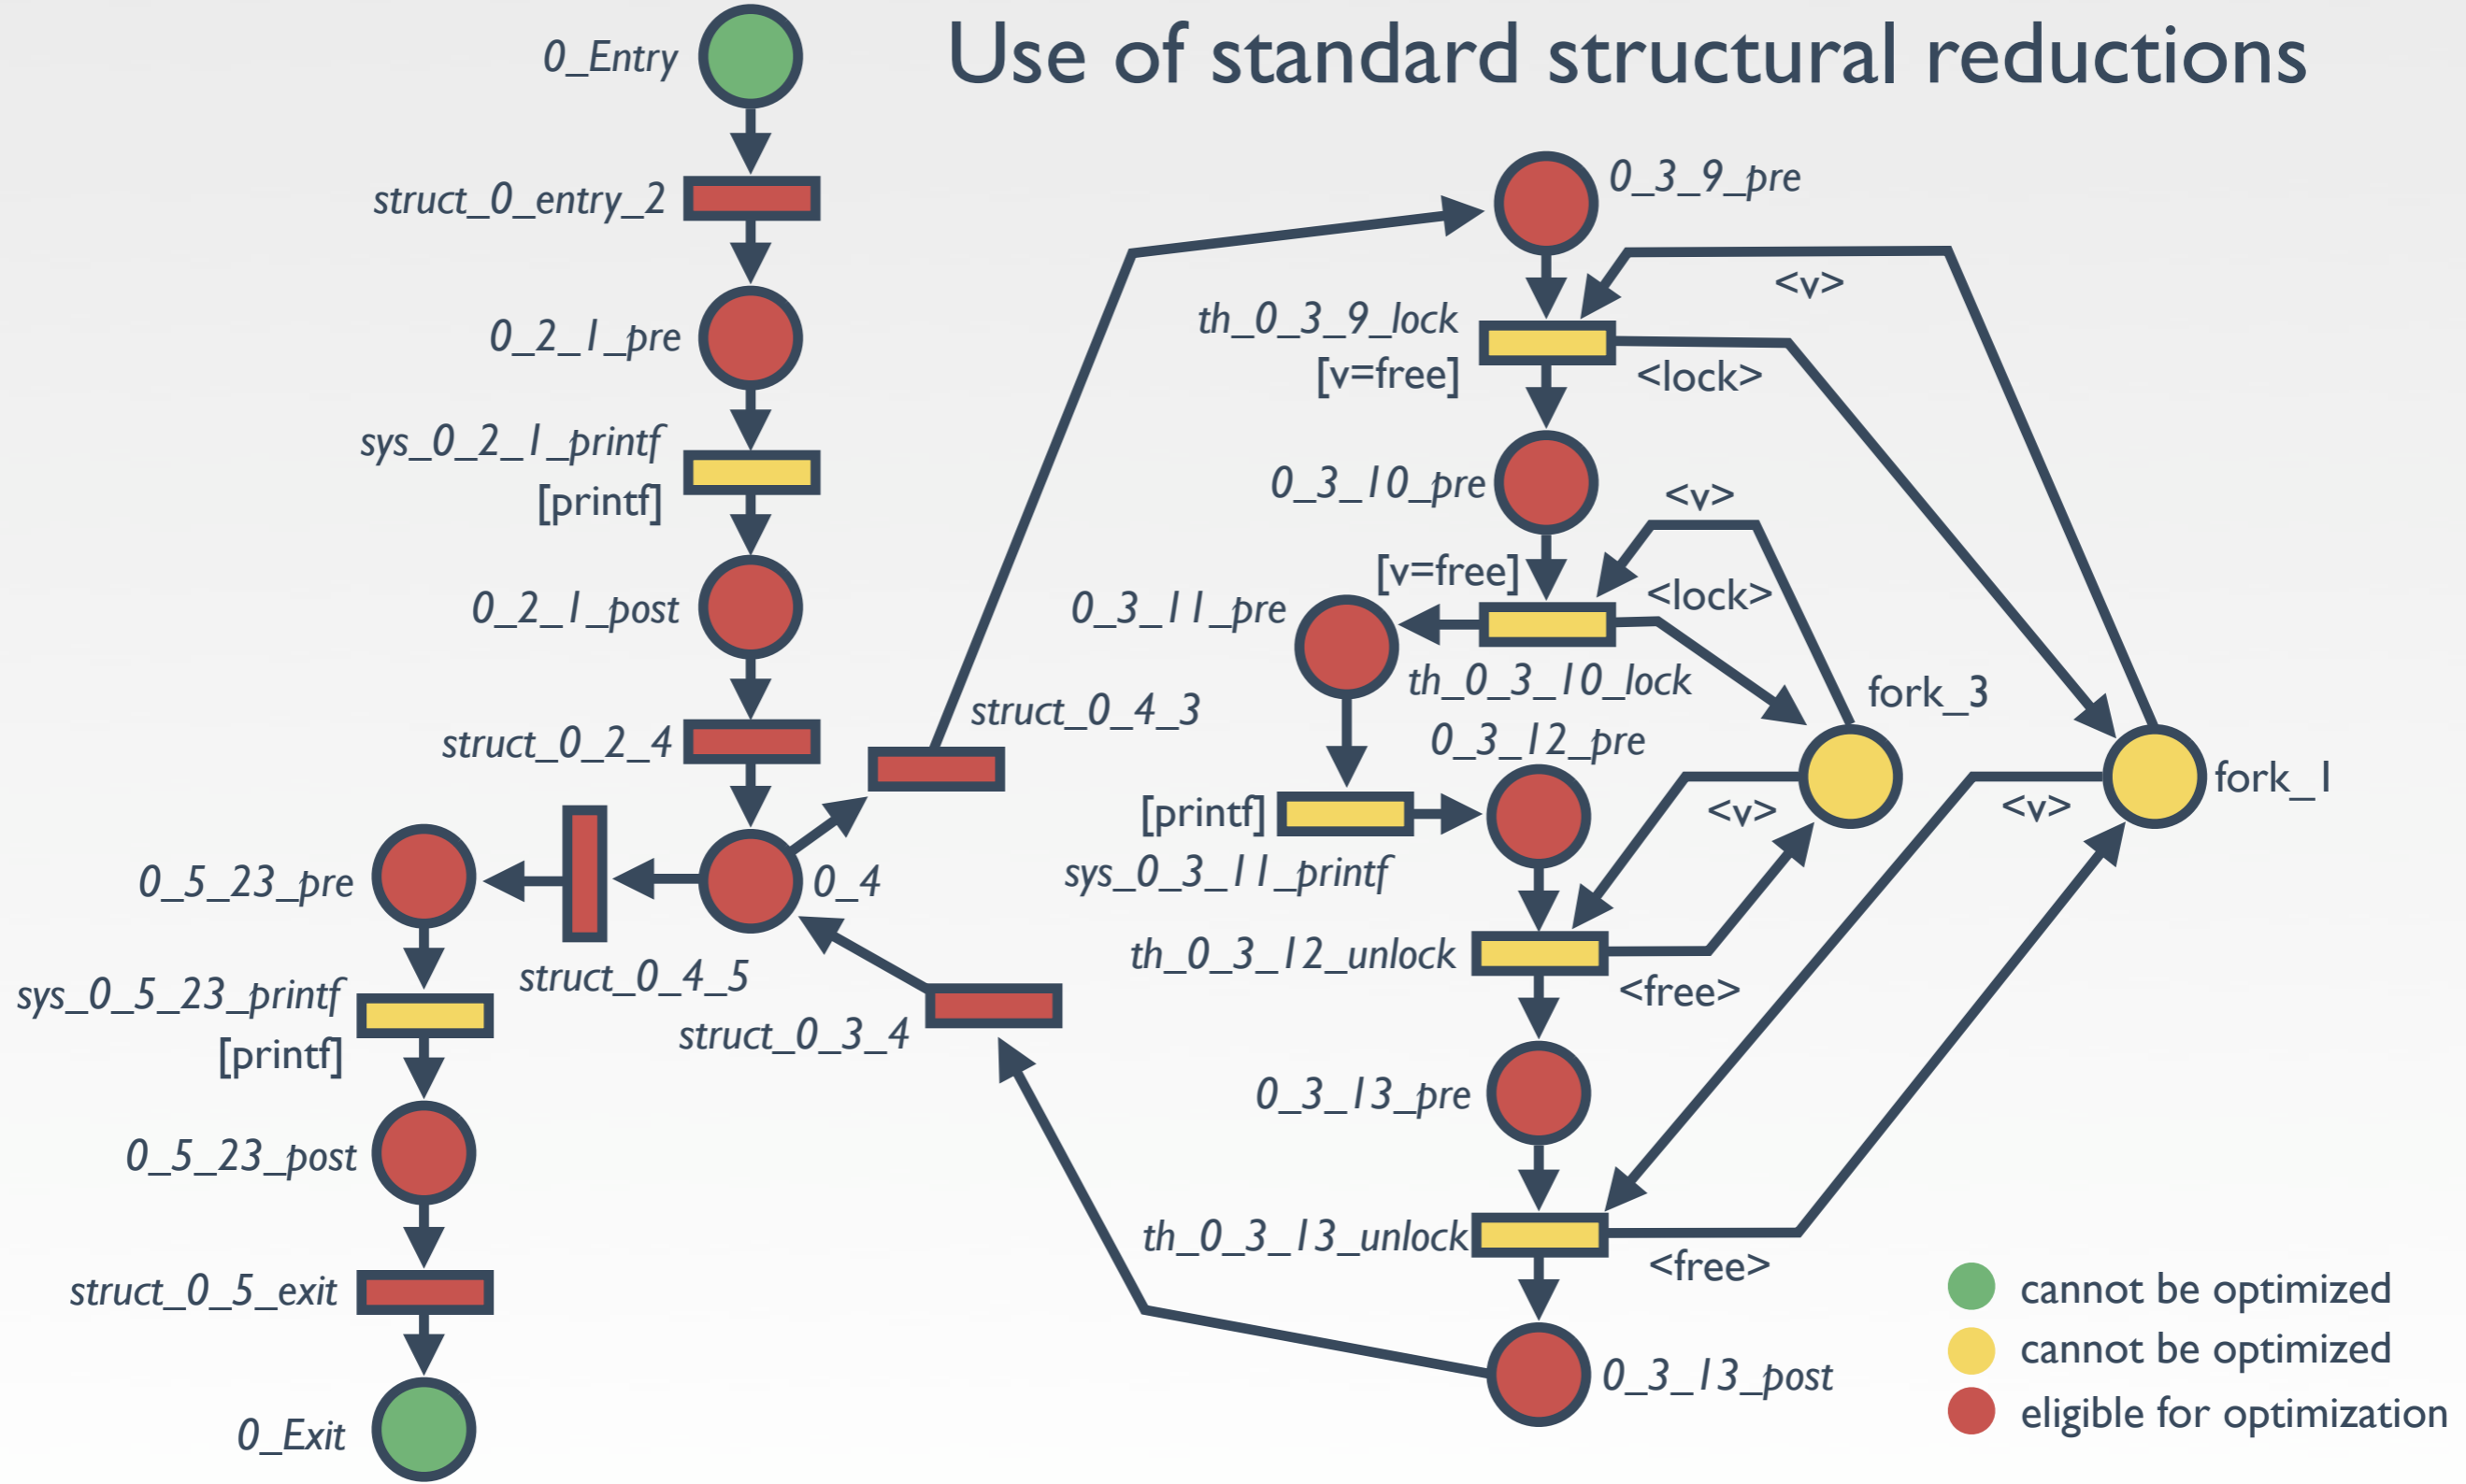 Use of standard structural reductions
0_Entry
struct_0_entry_2
0_2_1_pre
sys_0_2_1_printf
[printf]
0_2_1_post
struct_0_2_4
0_4
struct_0_4_3
struct_0_4_5
struct_0_3_4
0_5_23_pre
sys_0_5_23_printf
[printf]
0_5_23_post
struct_0_5_exit
0_Exit
0_3_9_pre
<v>
th_0_3_9_lock
[v=free]
<lock>
0_3_10_pre
<v>
[v=free]
<lock>
0_3_11_pre
th_0_3_10_lock
fork_3
0_3_12_pre
[printf]
<v>
<v>
fork_1
sys_0_3_11_printf
th_0_3_12_unlock
<free>
0_3_13_pre
th_0_3_13_unlock
<free>
0_3_13_post
cannot be optimized
cannot be optimized
eligible for optimization